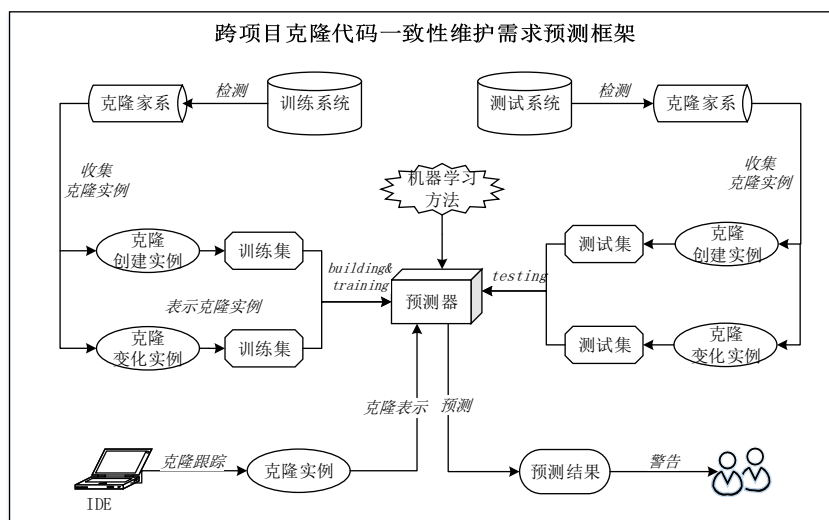 跨项目克隆代码一致性维护需求预测框架
克隆家系
检测
训练系统
测试系统
检测
克隆家系
收集
克隆实例
机器学习
方法
收集
克隆实例
克隆
创建实例
训练集
building&
training
预测器
testing
测试集
克隆
创建实例
表示克隆实例
克隆
变化实例
训练集
测试集
克隆
变化实例
克隆表示
预测
IDE
克隆跟踪
克隆实例
预测结果
警告